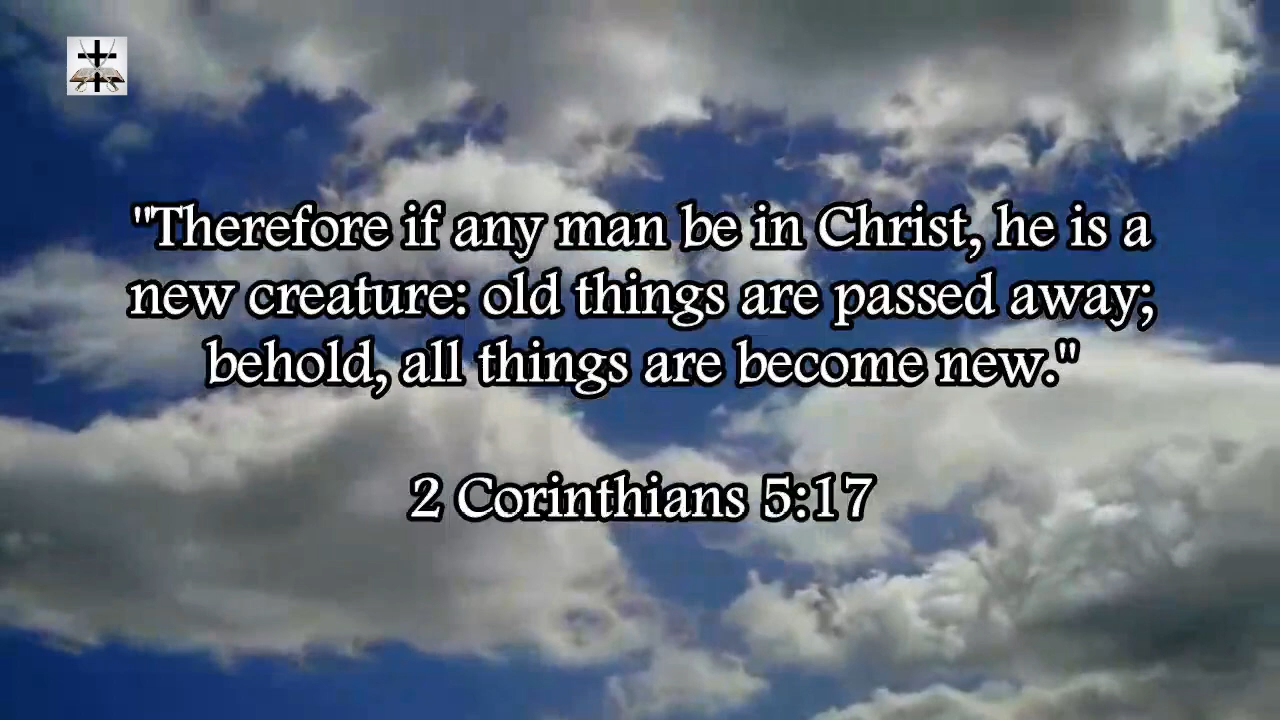 "Therefore if any man be in Christ, he is a
new creature: old things are passed away;
behold, all things are become new."
2 Corinthians 5:17